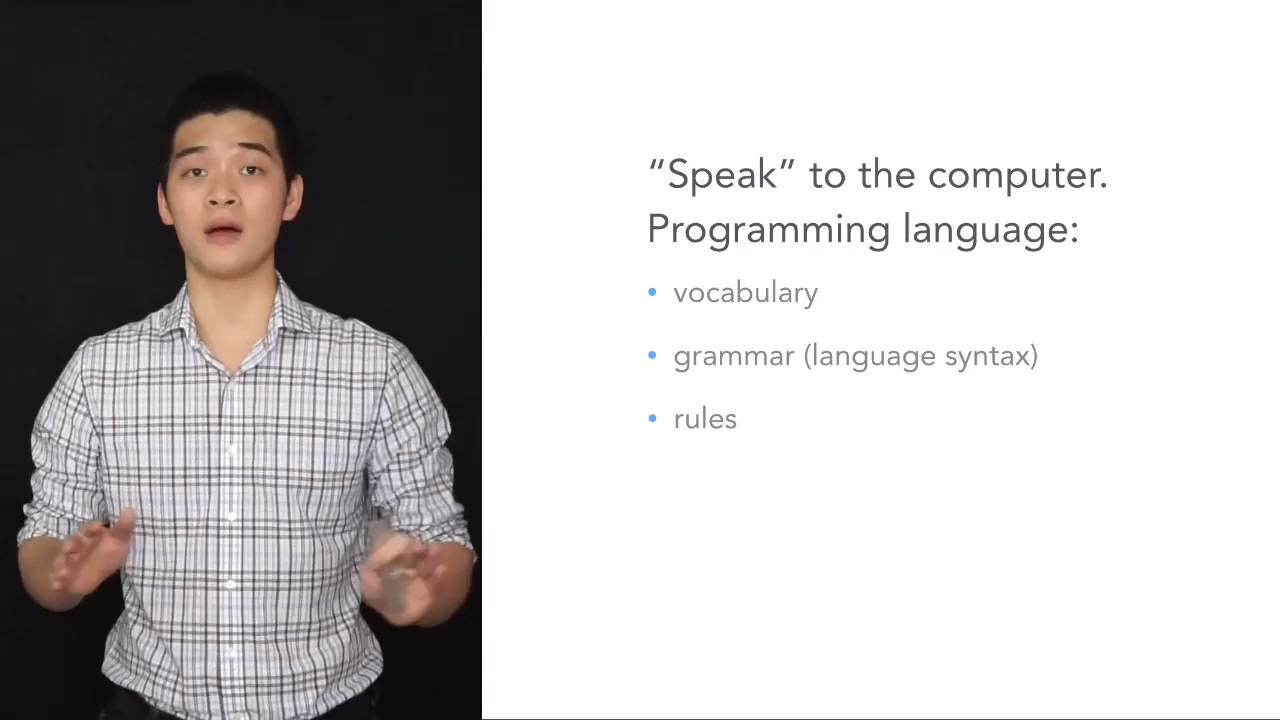 “Speak” to the computer.
Programming language:
• vocabulary
• grammar (language syntax)
• rules